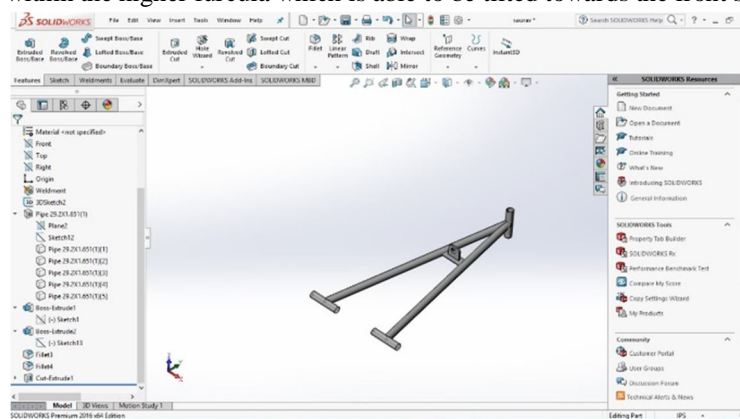 within the higher furcula which is able to be tilted towards the front s
SOLIDWORKS File Edit View Insert Tools Window Help
Search SOLIDWORKS Help
Extruded Boss/Base Revolved Boss/Base Swept Boss/Base Lofted Boss/Base Boundary Boss/Base Extruded Cut Hole Wizard Revolved Cut Swept Cut Lofted Cut Boundary Cut Fillet Linear Pattern Rib Draft Shell Wrap Intersect Mirror Reference Geometry Curves Instant3D
Features Sketch Weldments Evaluate DimXpert SOLIDWORKS Add-Ins SOLIDWORKS MBD
Material <not specified>
Front
Top
Right
Origin
Weldment
3DSketch2
Pipe 29.2X1.651(1)
Plane2
Sketch12
Pipe 29.2X1.651(1)[1]
Pipe 29.2X1.651(1)[2]
Pipe 29.2X1.651(1)[3]
Pipe 29.2X1.651(1)[4]
Pipe 29.2X1.651(1)[5]
Boss-Extrude1
(-) Sketch1
Boss-Extrude2
(-) Sketch13
Fillet3
Fillet4
Cut-Extrude1
SOLIDWORKS Resources
Getting Started
New Document
Open a Document
Tutorials
Online Training
What's New
Introducing SOLIDWORKS
General Information
SOLIDWORKS Tools
Property Tab Builder
SOLIDWORKS Rx
Performance Benchmark Test
Compare My Score
Copy Settings Wizard
My Products
Community
Customer Portal
User Groups
Discussion Forum
Technical Alerts & News
Model 3D Views Motion Study 1
SOLIDWORKS Premium 2016 x64 Edition
Editing Part IPS